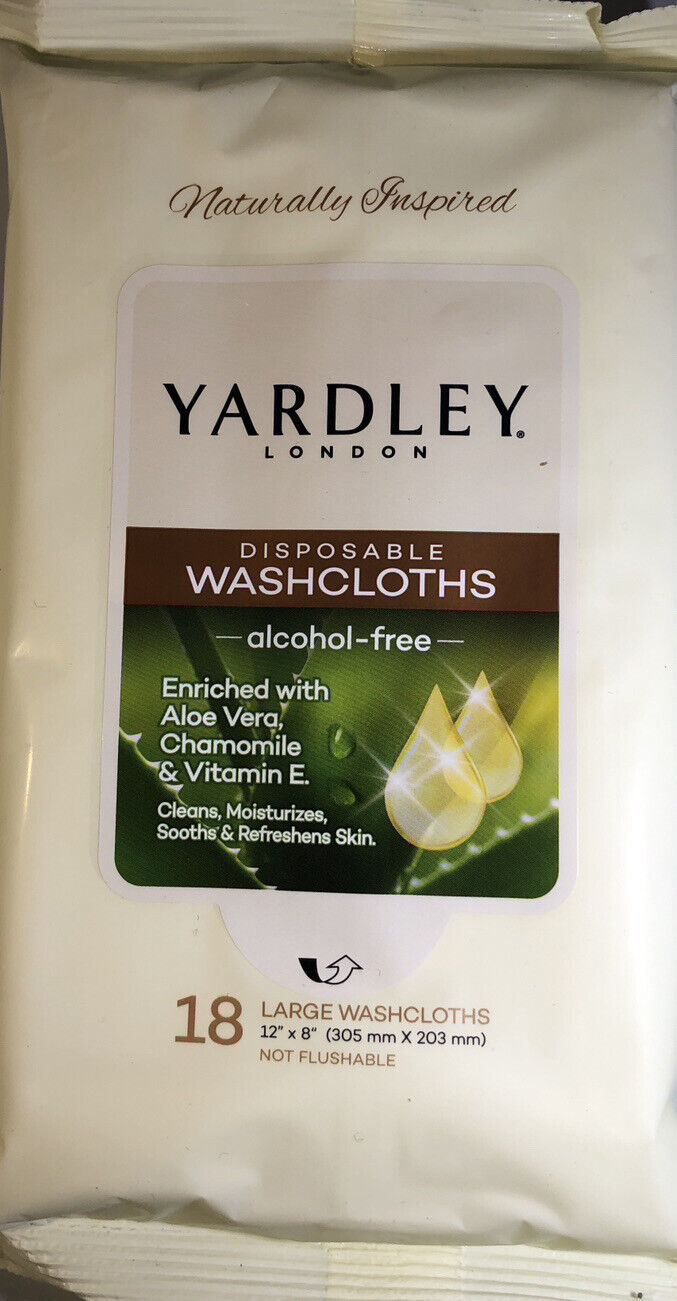 Naturally Inspired
YARDLEY®
LONDON
DISPOSABLE
WASHCLOTHS
— alcohol-free —
Enriched with
Aloe Vera,
Chamomile
& Vitamin E.
Cleans, Moisturizes,
Sooths & Refreshens Skin.
18 LARGE WASHCLOTHS
12" x 8" (305 mm X 203 mm)
NOT FLUSHABLE